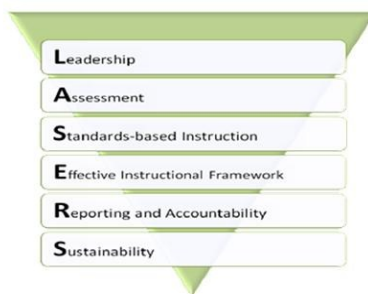 Leadership
Assessment
Standards-based Instruction
Effective Instructional Framework
Reporting and Accountability
Sustainability